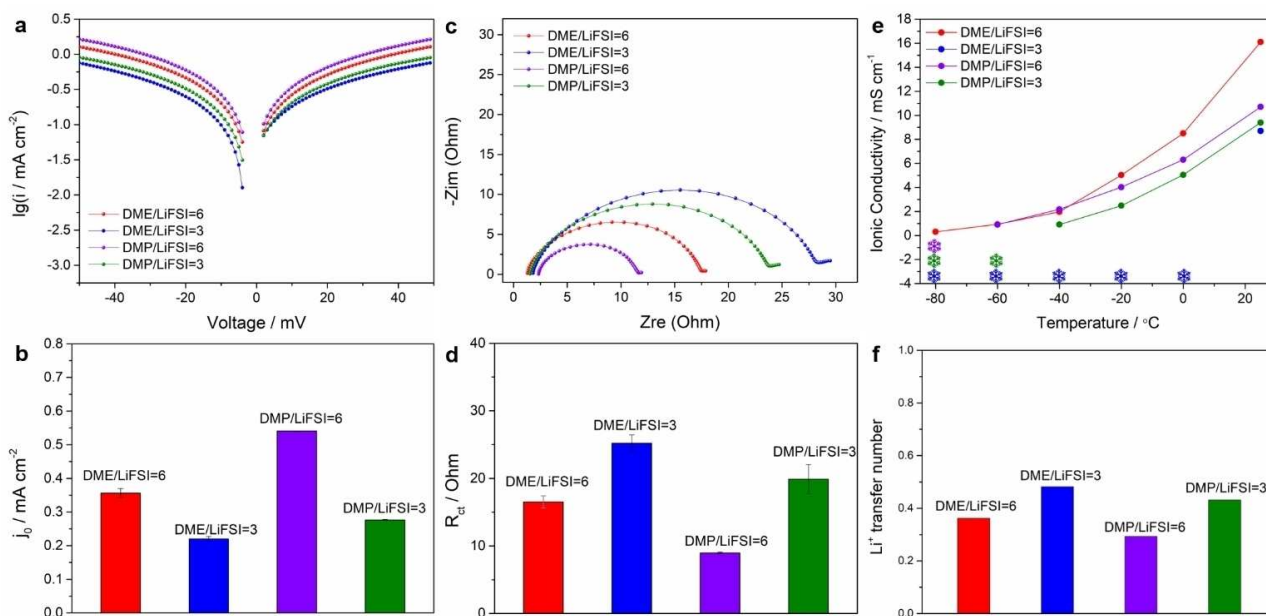 a
0.5
0.0
-0.5
-1.0
-1.5
-2.0
-2.5
-3.0
lg(i / mA cm-2)
DME/LiFSI=6
DME/LiFSI=3
DMP/LiFSI=6
DMP/LiFSI=3
-40 -20 0 20 40
Voltage / mV
c
30
25
20
15
10
5
0
-Zim (Ohm)
DME/LiFSI=6
DME/LiFSI=3
DMP/LiFSI=6
DMP/LiFSI=3
0 5 10 15 20 25 30
Zre (Ohm)
e
18
16
14
12
10
8
6
4
2
0
-2
-4
Ionic Conductivity / mS cm-1
DME/LiFSI=6
DME/LiFSI=3
DMP/LiFSI=6
DMP/LiFSI=3
-80 -60 -40 -20 0 20
Temperature / °C
b
0.8
0.7
0.6
0.5
0.4
0.3
0.2
0.1
0.0
j0 / mA cm-2
DME/LiFSI=6
DME/LiFSI=3
DMP/LiFSI=6
DMP/LiFSI=3
d
40
30
20
10
0
Rct / Ohm
DME/LiFSI=6
DME/LiFSI=3
DMP/LiFSI=6
DMP/LiFSI=3
f
1.0
0.8
0.6
0.4
0.2
0.0
Li+ transfer number
DME/LiFSI=6
DME/LiFSI=3
DMP/LiFSI=6
DMP/LiFSI=3